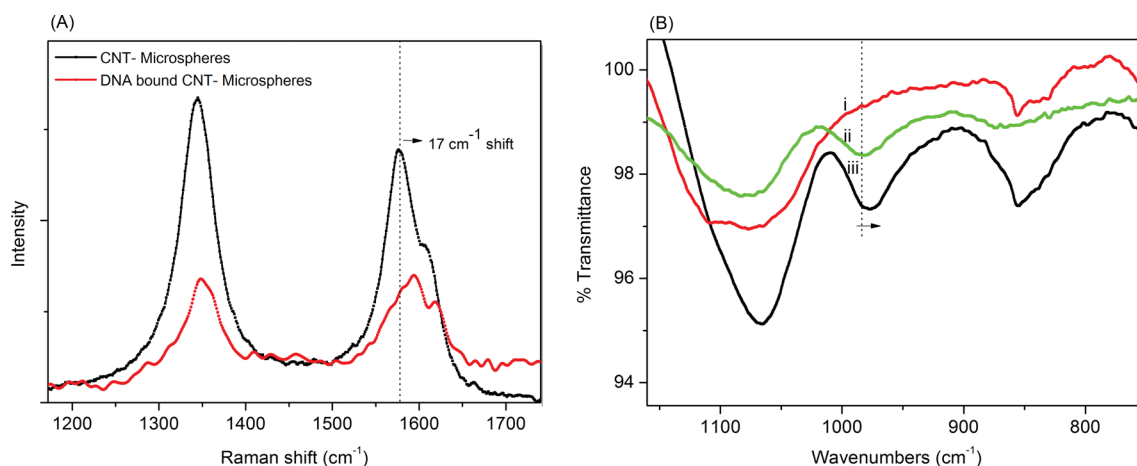 (A)
CNT- Microspheres
DNA bound CNT- Microspheres
17 cm⁻¹ shift
Intensity
1200 1300 1400 1500 1600 1700
Raman shift (cm⁻¹)
(B)
100
98
96
94
% Transmittance
i
ii
iii
1100 1000 900 800
Wavenumbers (cm⁻¹)